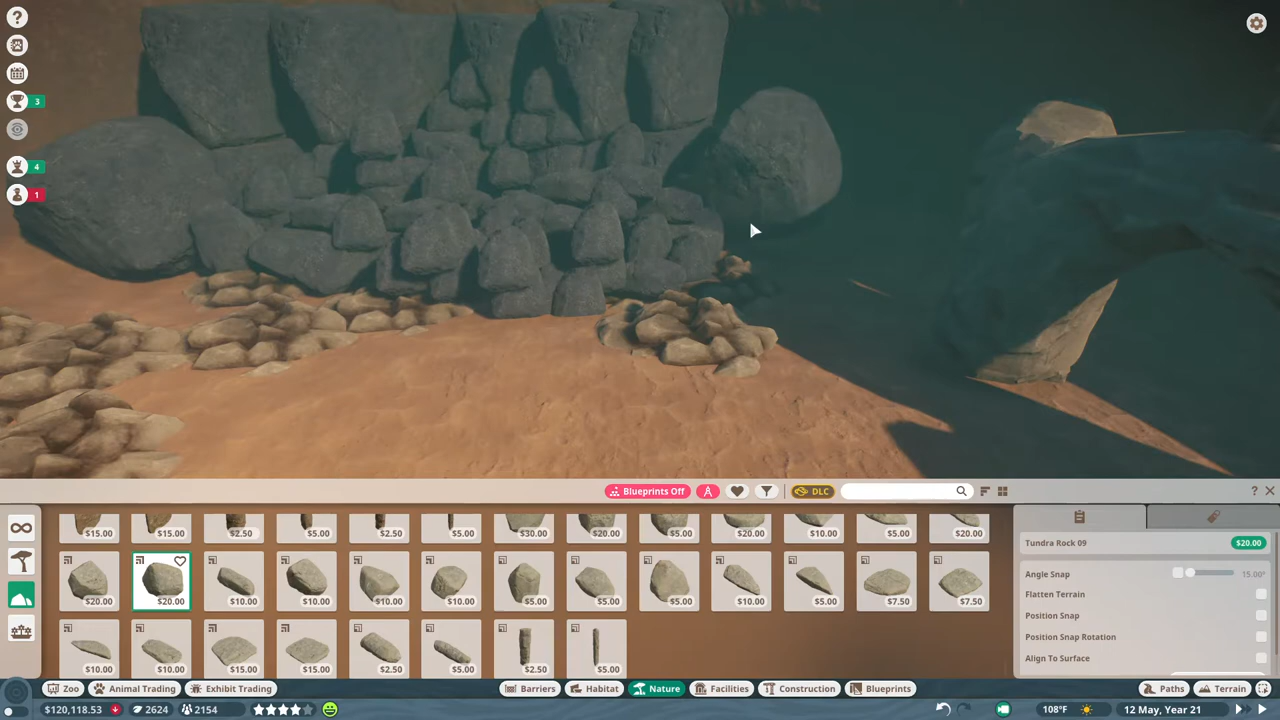 ?
3
4
1
Blueprints Off
DLC
?
$15.00 $15.00 $2.50 $5.00 $5.00 $5.00 $30.00 $20.00 $5.00 $20.00 $10.00 $5.00 $20.00
$20.00 $20.00 $10.00 $10.00 $10.00 $10.00 $5.00 $5.00 $5.00 $10.00 $5.00 $7.50 $7.50
$10.00 $10.00 $15.00 $15.00 $2.50 $5.00 $2.50 $5.00
Tundra Rock 09 $20.00
Angle Snap 15.00°
Flatten Terrain
Position Snap
Position Snap Rotation
Align To Surface
Zoo Animal Trading Exhibit Trading Barriers Habitat Nature Facilities Construction Blueprints Paths Terrain
$120,118.53 2624 2154 108°F 12 May, Year 21